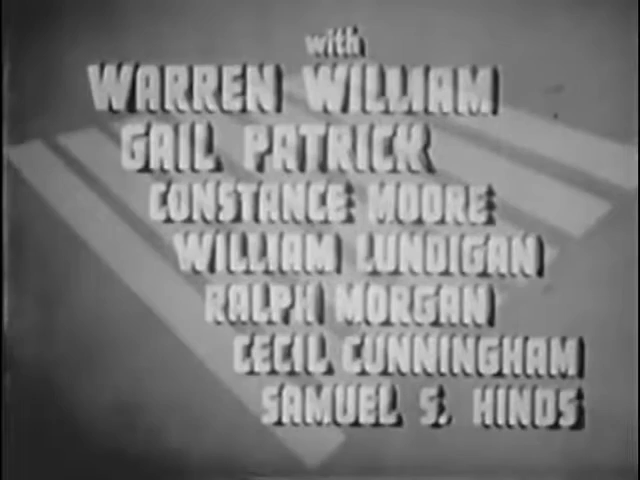 with
WARREN WILLIAM
GAIL PATRICK
CONSTANCE MOORE
WILLIAM LUNDIGAN
RALPH MORGAN
CECIL CUNNINGHAM
SAMUEL S. HINDS